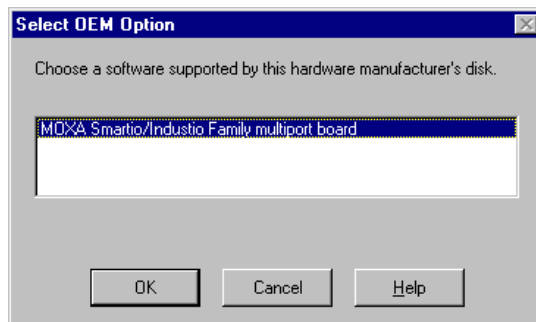 Select OEM Option
Choose a software supported by this hardware manufacturer's disk.
MOXA Smartio/Industio Family multiport board
OK Cancel Help